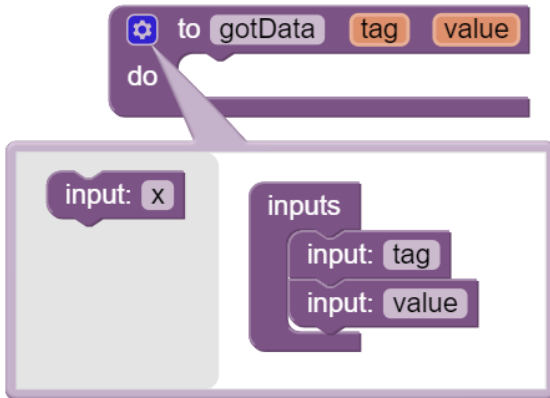 to gotData tag value
do
input: x
inputs
input: tag
input: value